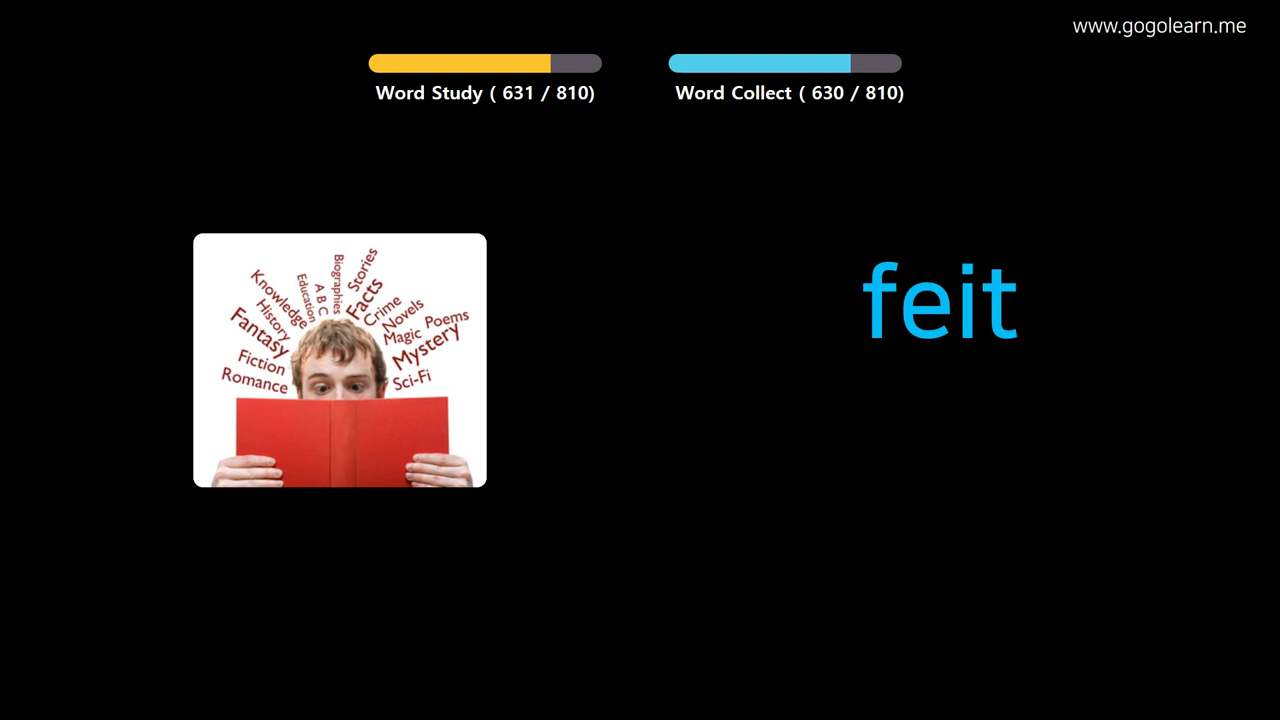 www.gogolearn.me
Word Study ( 631 / 810)
Word Collect ( 630 / 810)
feit
Stories
Biographies
Facts
A B C
Education
Knowledge
Crime
History
Novels
Poems
Fantasy
Magic
Mystery
Fiction
Romance
Sci-Fi